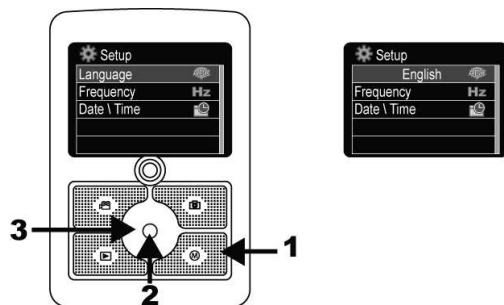 Setup
Language
Frequency Hz
Date \ Time
M
3
1
2
Setup
English
Frequency Hz
Date \ Time